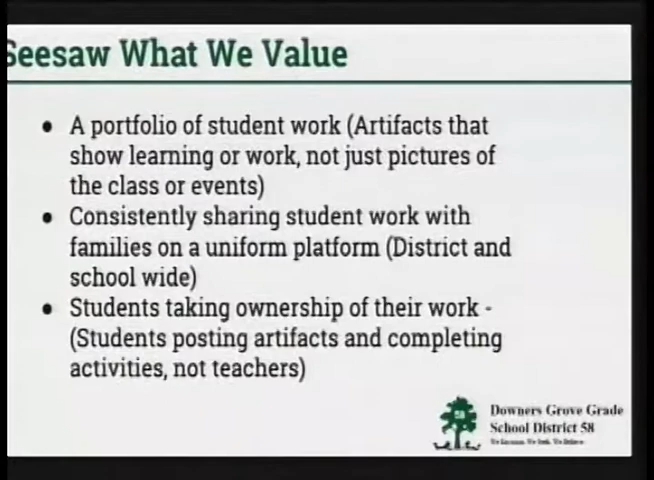 Seesaw What We Value
● A portfolio of student work (Artifacts that
show learning or work, not just pictures of
the class or events)
● Consistently sharing student work with
families on a uniform platform (District and
school wide)
● Students taking ownership of their work -
(Students posting artifacts and completing
activities, not teachers)
58
Downers Grove Grade
School District 58